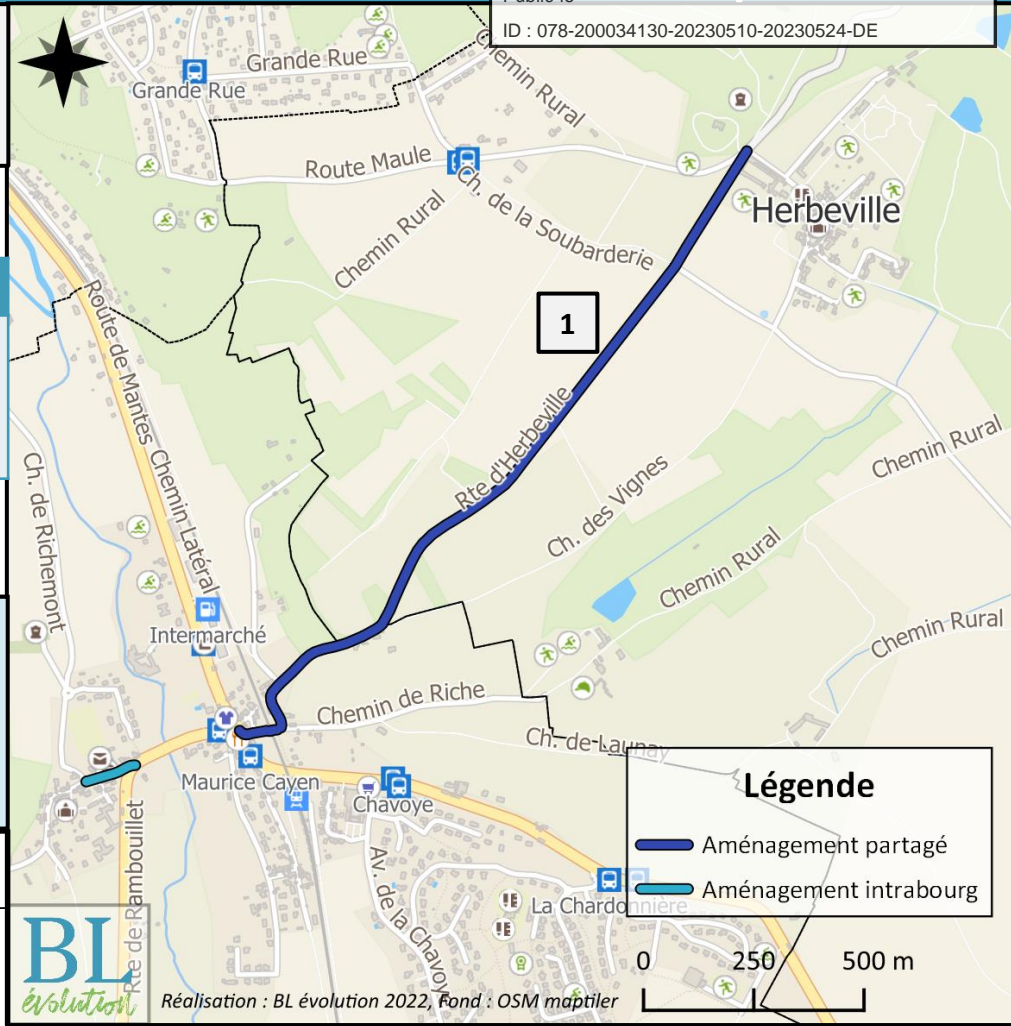 ID : 078-200034130-20230510-20230524-DE
Grande Rue
Grande Rue
Chemin Rural
Route Maule
Ch. de la Soubarderie
Chemin Rural
Herbeville
1
Route de Mantes Chemin Latéral
Rte d'Herbeville
Ch. des Vignes
Chemin Rural
Ch. de Richemont
Chemin Rural
Chemin Rural
Intermarché
Chemin de Riche
Ch. de Launay
Maurice Cayen
Chavoye
Rte de Rambouillet
Av. de la Chavoye
La Chardonnière
Légende
Aménagement partagé
Aménagement intrabourg
0 250 500 m
BL
évolution
Réalisation : BL évolution 2022, Fond : OSM maptiler